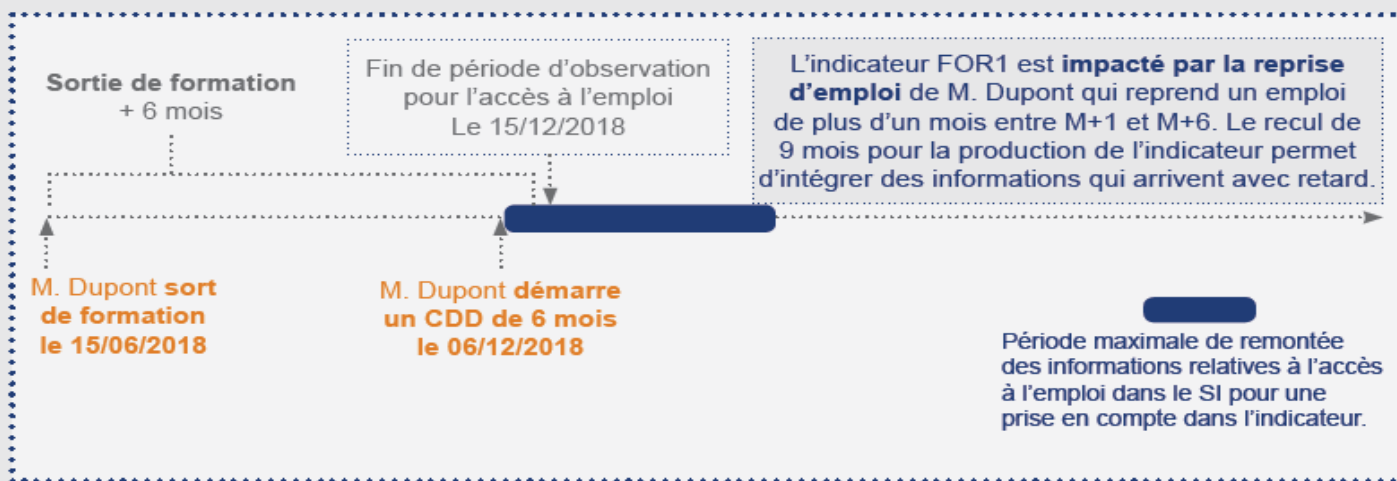 Sortie de formation
+ 6 mois
Fin de période d’observation
pour l’accès à l’emploi
Le 15/12/2018
L’indicateur FOR1 est impacté par la reprise
d’emploi de M. Dupont qui reprend un emploi
de plus d’un mois entre M+1 et M+6. Le recul de
9 mois pour la production de l’indicateur permet
d’intégrer des informations qui arrivent avec retard.
M. Dupont sort
de formation
le 15/06/2018
M. Dupont démarre
un CDD de 6 mois
le 06/12/2018
Période maximale de remontée
des informations relatives à l’accès
à l’emploi dans le SI pour une
prise en compte dans l’indicateur.